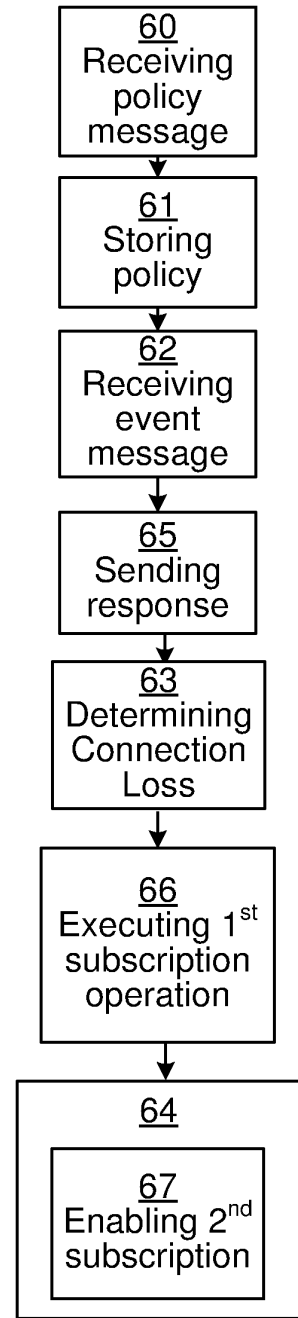 60
Receiving
policy
message
61
Storing
policy
62
Receiving
event
message
65
Sending
response
63
Determining
Connection
Loss
66
Executing 1st
subscription
operation
64
67
Enabling 2nd
subscription